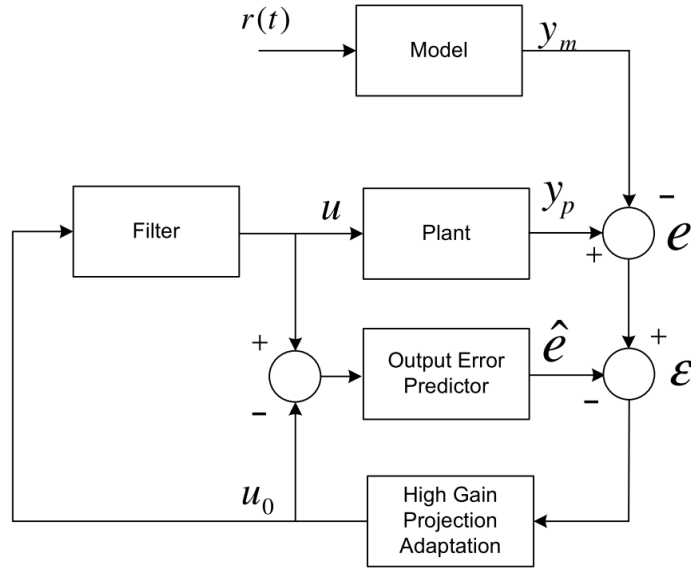 r(t)
Model
y_m
-
Filter
u
Plant
y_p
e
+
+
Output Error
Predictor
ê
+
ε
-
-
u_0
High Gain
Projection
Adaptation